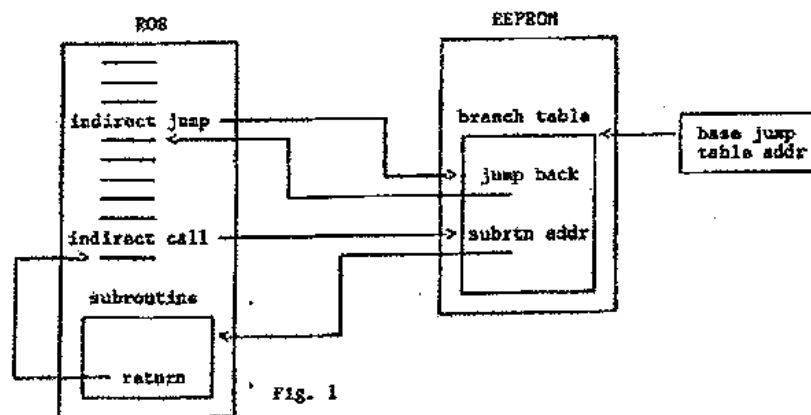 ROS
EEPROM
indirect jump
branch table
base jump
table addr
jump back
indirect call
subrtn addr
subroutine
return
Fig. 1